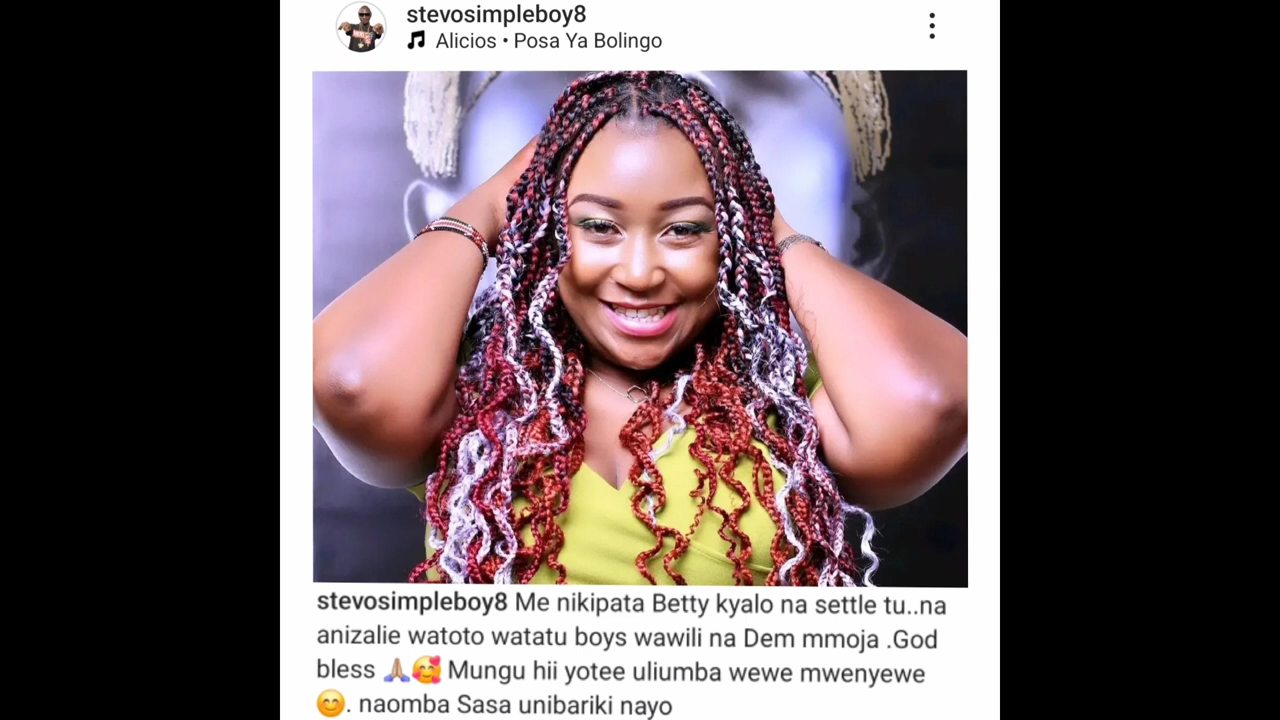 stevosimpleboy8
Alicios • Posa Ya Bolingo
stevosimpleboy8 Me nikipata Betty kyalo na settle tu..na
anizalie watoto watatu boys wawili na Dem mmoja .God
bless 🙏🏽🥰 Mungu hii yotee uliumba wewe mwenyewe
😊. naomba Sasa unibariki nayo